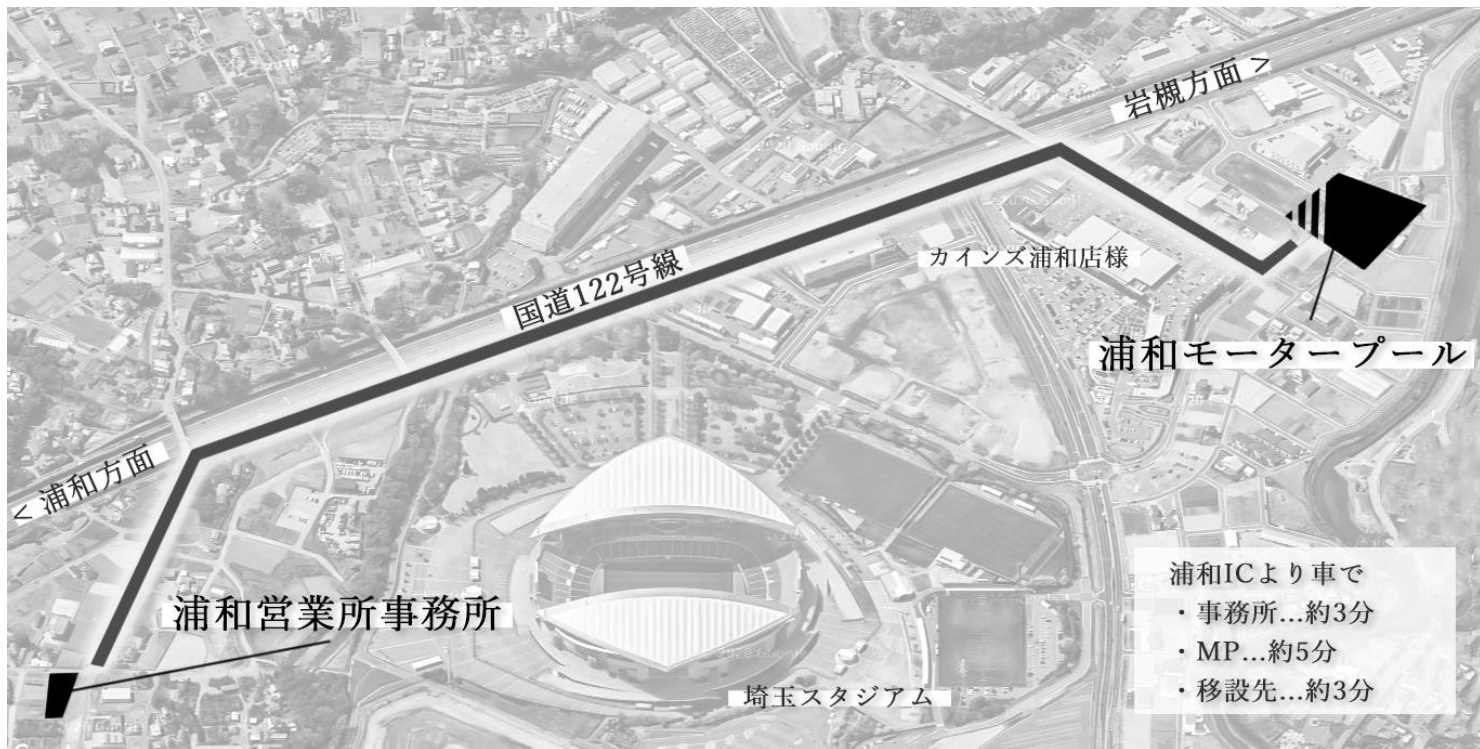 岩槻方面 >
国道122号線
カインズ浦和店様
浦和モータープール
< 浦和方面
浦和営業所事務所
埼玉スタジアム
浦和ICより車で
・事務所...約3分
・MP...約5分
・移設先...約3分